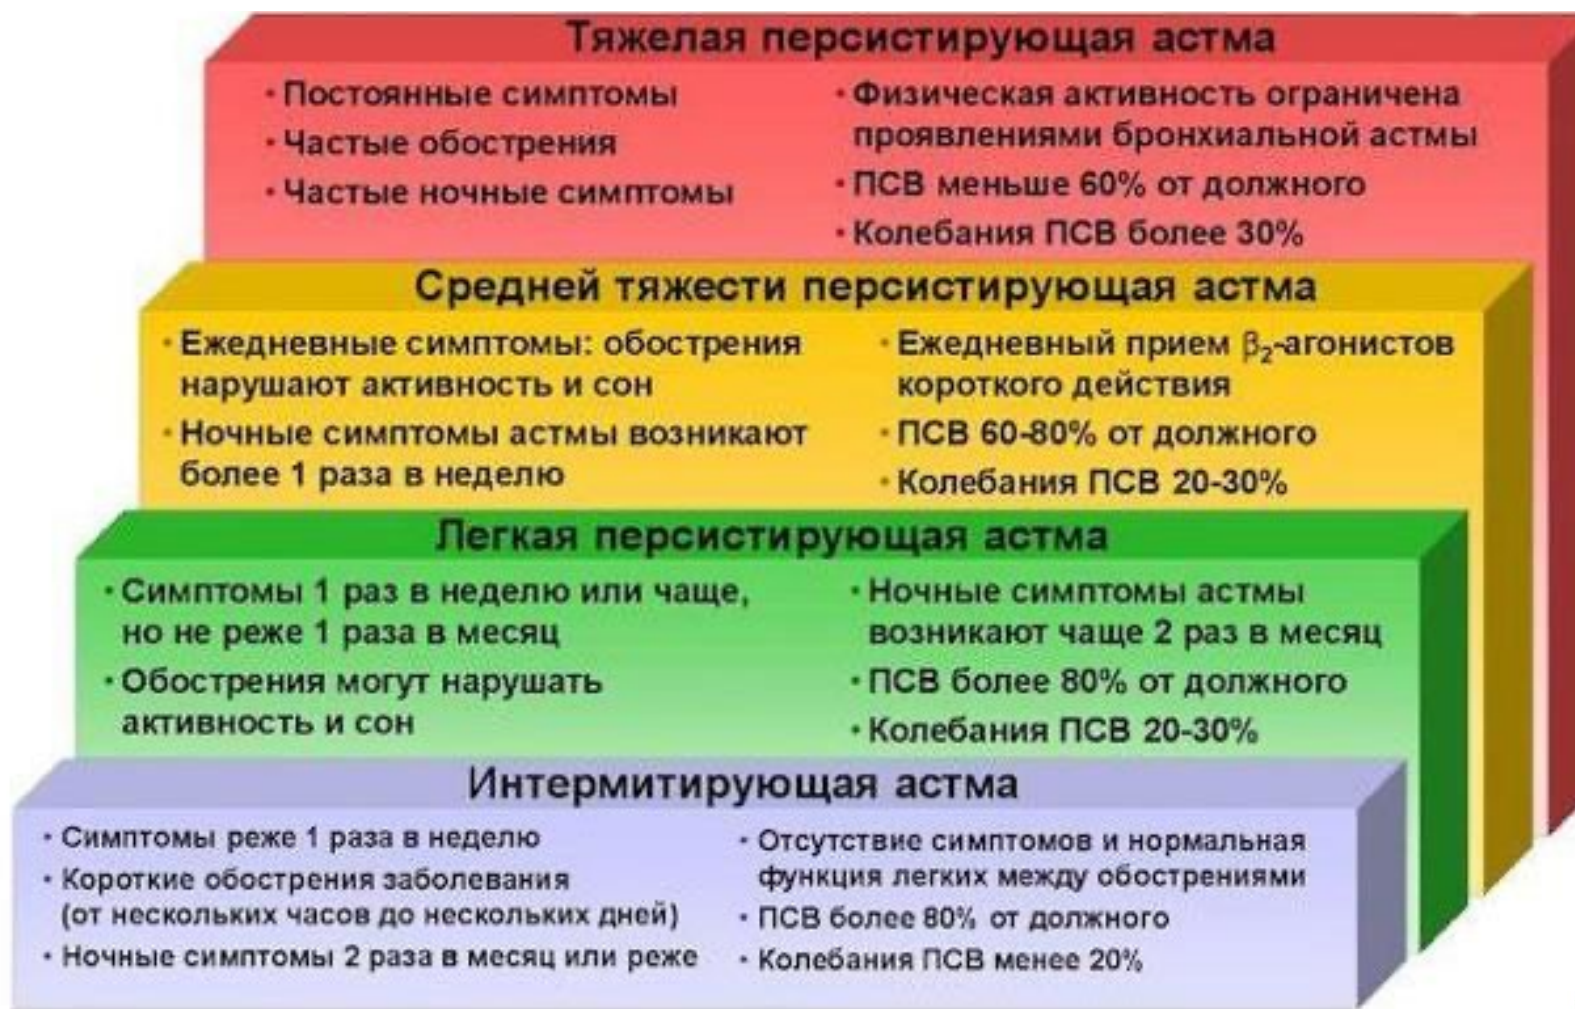 Тяжелая персистирующая астма
· Постоянные симптомы
· Частые обострения
· Частые ночные симптомы
· Физическая активность ограничена
проявлениями бронхиальной астмы
· ПСВ меньше 60% от должного
· Колебания ПСВ более 30%
Средней тяжести персистирующая астма
· Ежедневные симптомы: обострения
нарушают активность и сон
· Ночные симптомы астмы возникают
более 1 раза в неделю
· Ежедневный прием β₂-агонистов
короткого действия
· ПСВ 60-80% от должного
· Колебания ПСВ 20-30%
Легкая персистирующая астма
· Симптомы 1 раз в неделю или чаще,
но не реже 1 раза в месяц
· Обострения могут нарушать
активность и сон
· Ночные симптомы астмы
возникают чаще 2 раз в месяц
· ПСВ более 80% от должного
· Колебания ПСВ 20-30%
Интермитирующая астма
· Симптомы реже 1 раза в неделю
· Короткие обострения заболевания
(от нескольких часов до нескольких дней)
· Ночные симптомы 2 раза в месяц или реже
· Отсутствие симптомов и нормальная
функция легких между обострениями
· ПСВ более 80% от должного
· Колебания ПСВ менее 20%